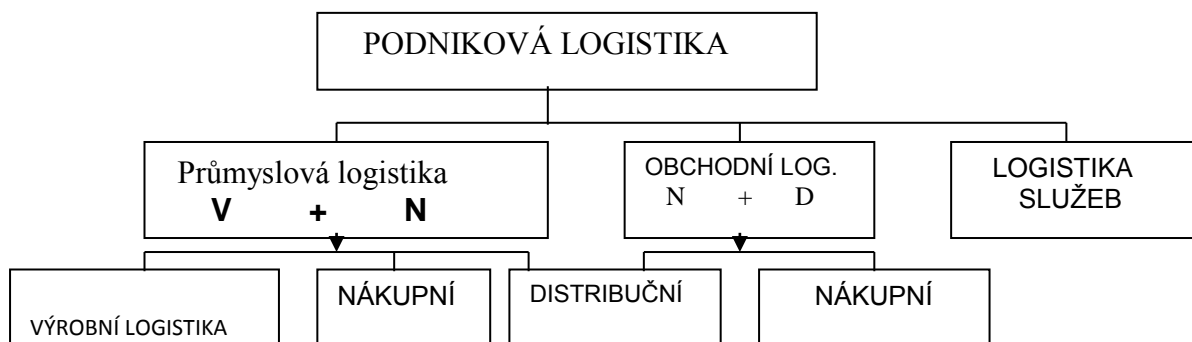 PODNIKOVÁ LOGISTIKA
Průmyslová logistika
V + N
OBCHODNÍ LOG.
N + D
LOGISTIKA
SLUŽEB
VÝROBNÍ LOGISTIKA
NÁKUPNÍ
DISTRIBUČNÍ
NÁKUPNÍ